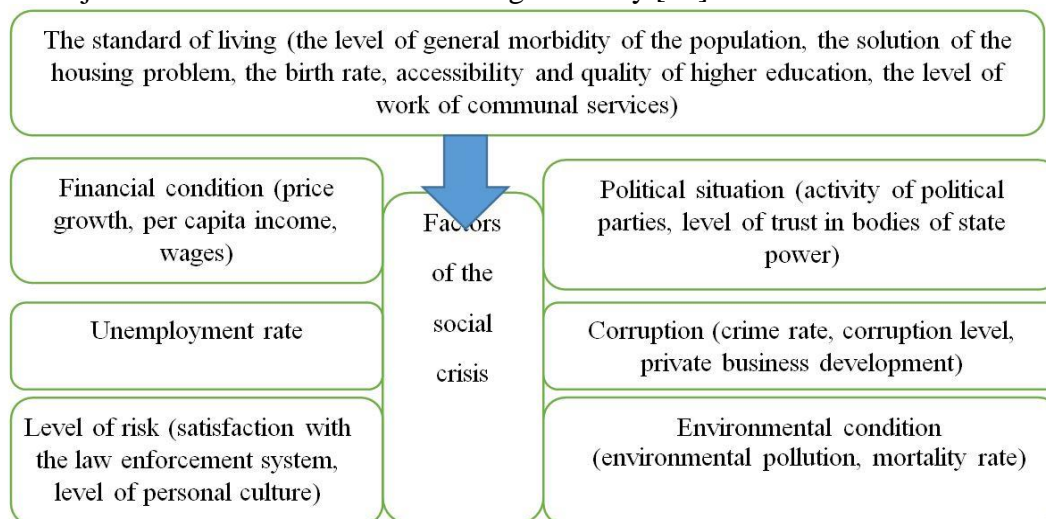 The standard of living (the level of general morbidity of the population, the solution of the
housing problem, the birth rate, accessibility and quality of higher education, the level of
work of communal services)
Financial condition (price
growth, per capita income,
wages)
Unemployment rate
Level of risk (satisfaction with
the law enforcement system,
level of personal culture)
Factors
of the
social
crisis
Political situation (activity of political
parties, level of trust in bodies of state
power)
Corruption (crime rate, corruption level,
private business development)
Environmental condition
(environmental pollution, mortality rate)